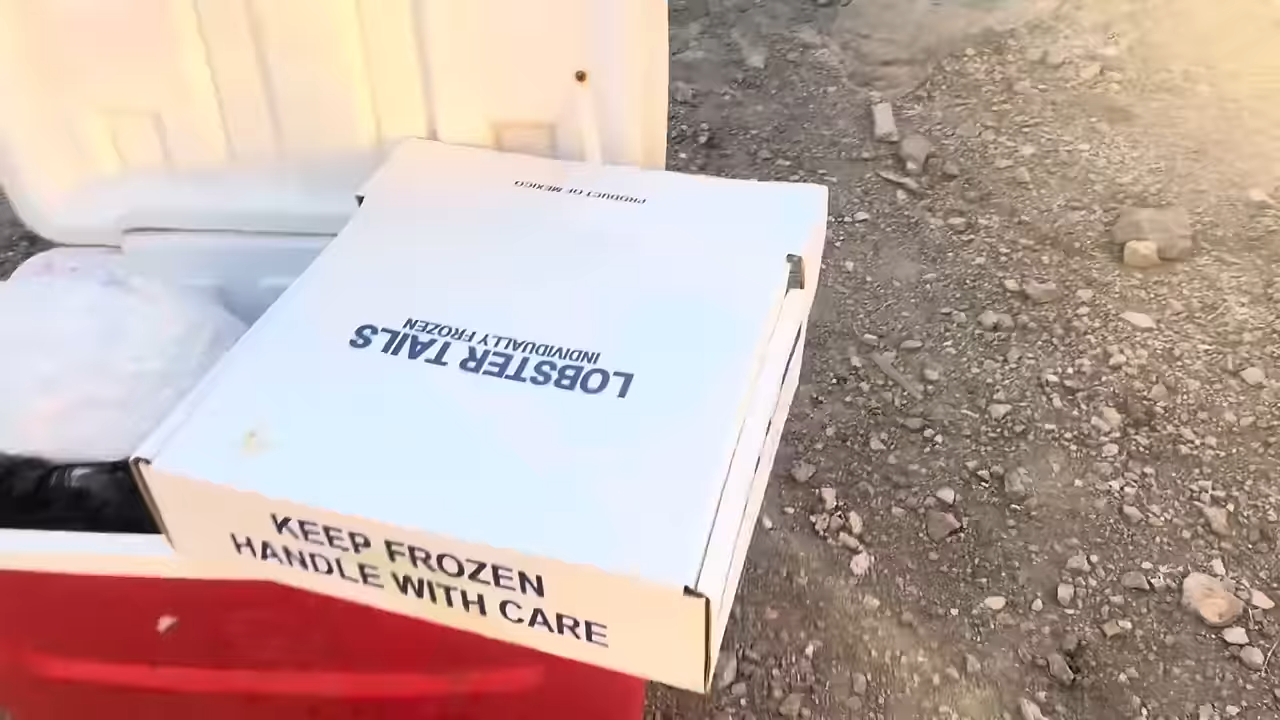 LOBSTER TAILS
INDIVIDUALLY FROZEN
PRODUCT OF MEXICO
KEEP FROZEN
HANDLE WITH CARE